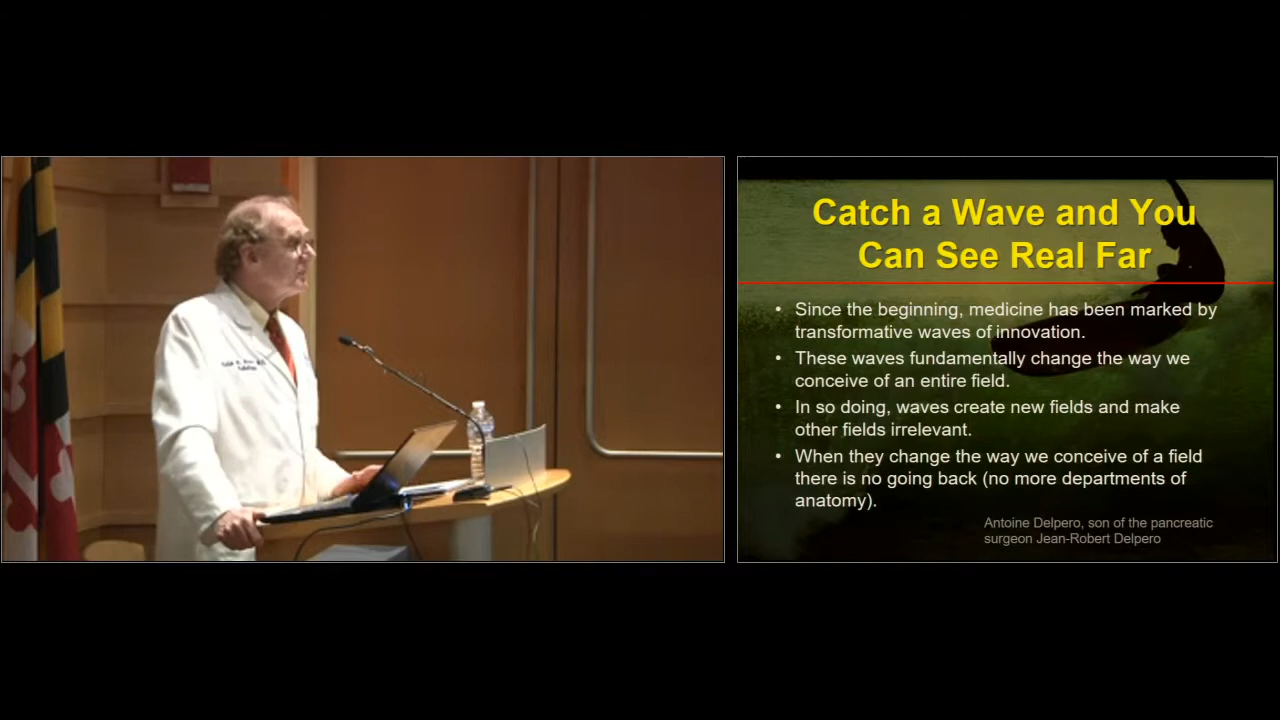 Catch a Wave and You
Can See Real Far
• Since the beginning, medicine has been marked by
transformative waves of innovation.
• These waves fundamentally change the way we
conceive of an entire field.
• In so doing, waves create new fields and make
other fields irrelevant.
• When they change the way we conceive of a field
there is no going back (no more departments of
anatomy).
Antoine Delpero, son of the pancreatic
surgeon Jean-Robert Delpero